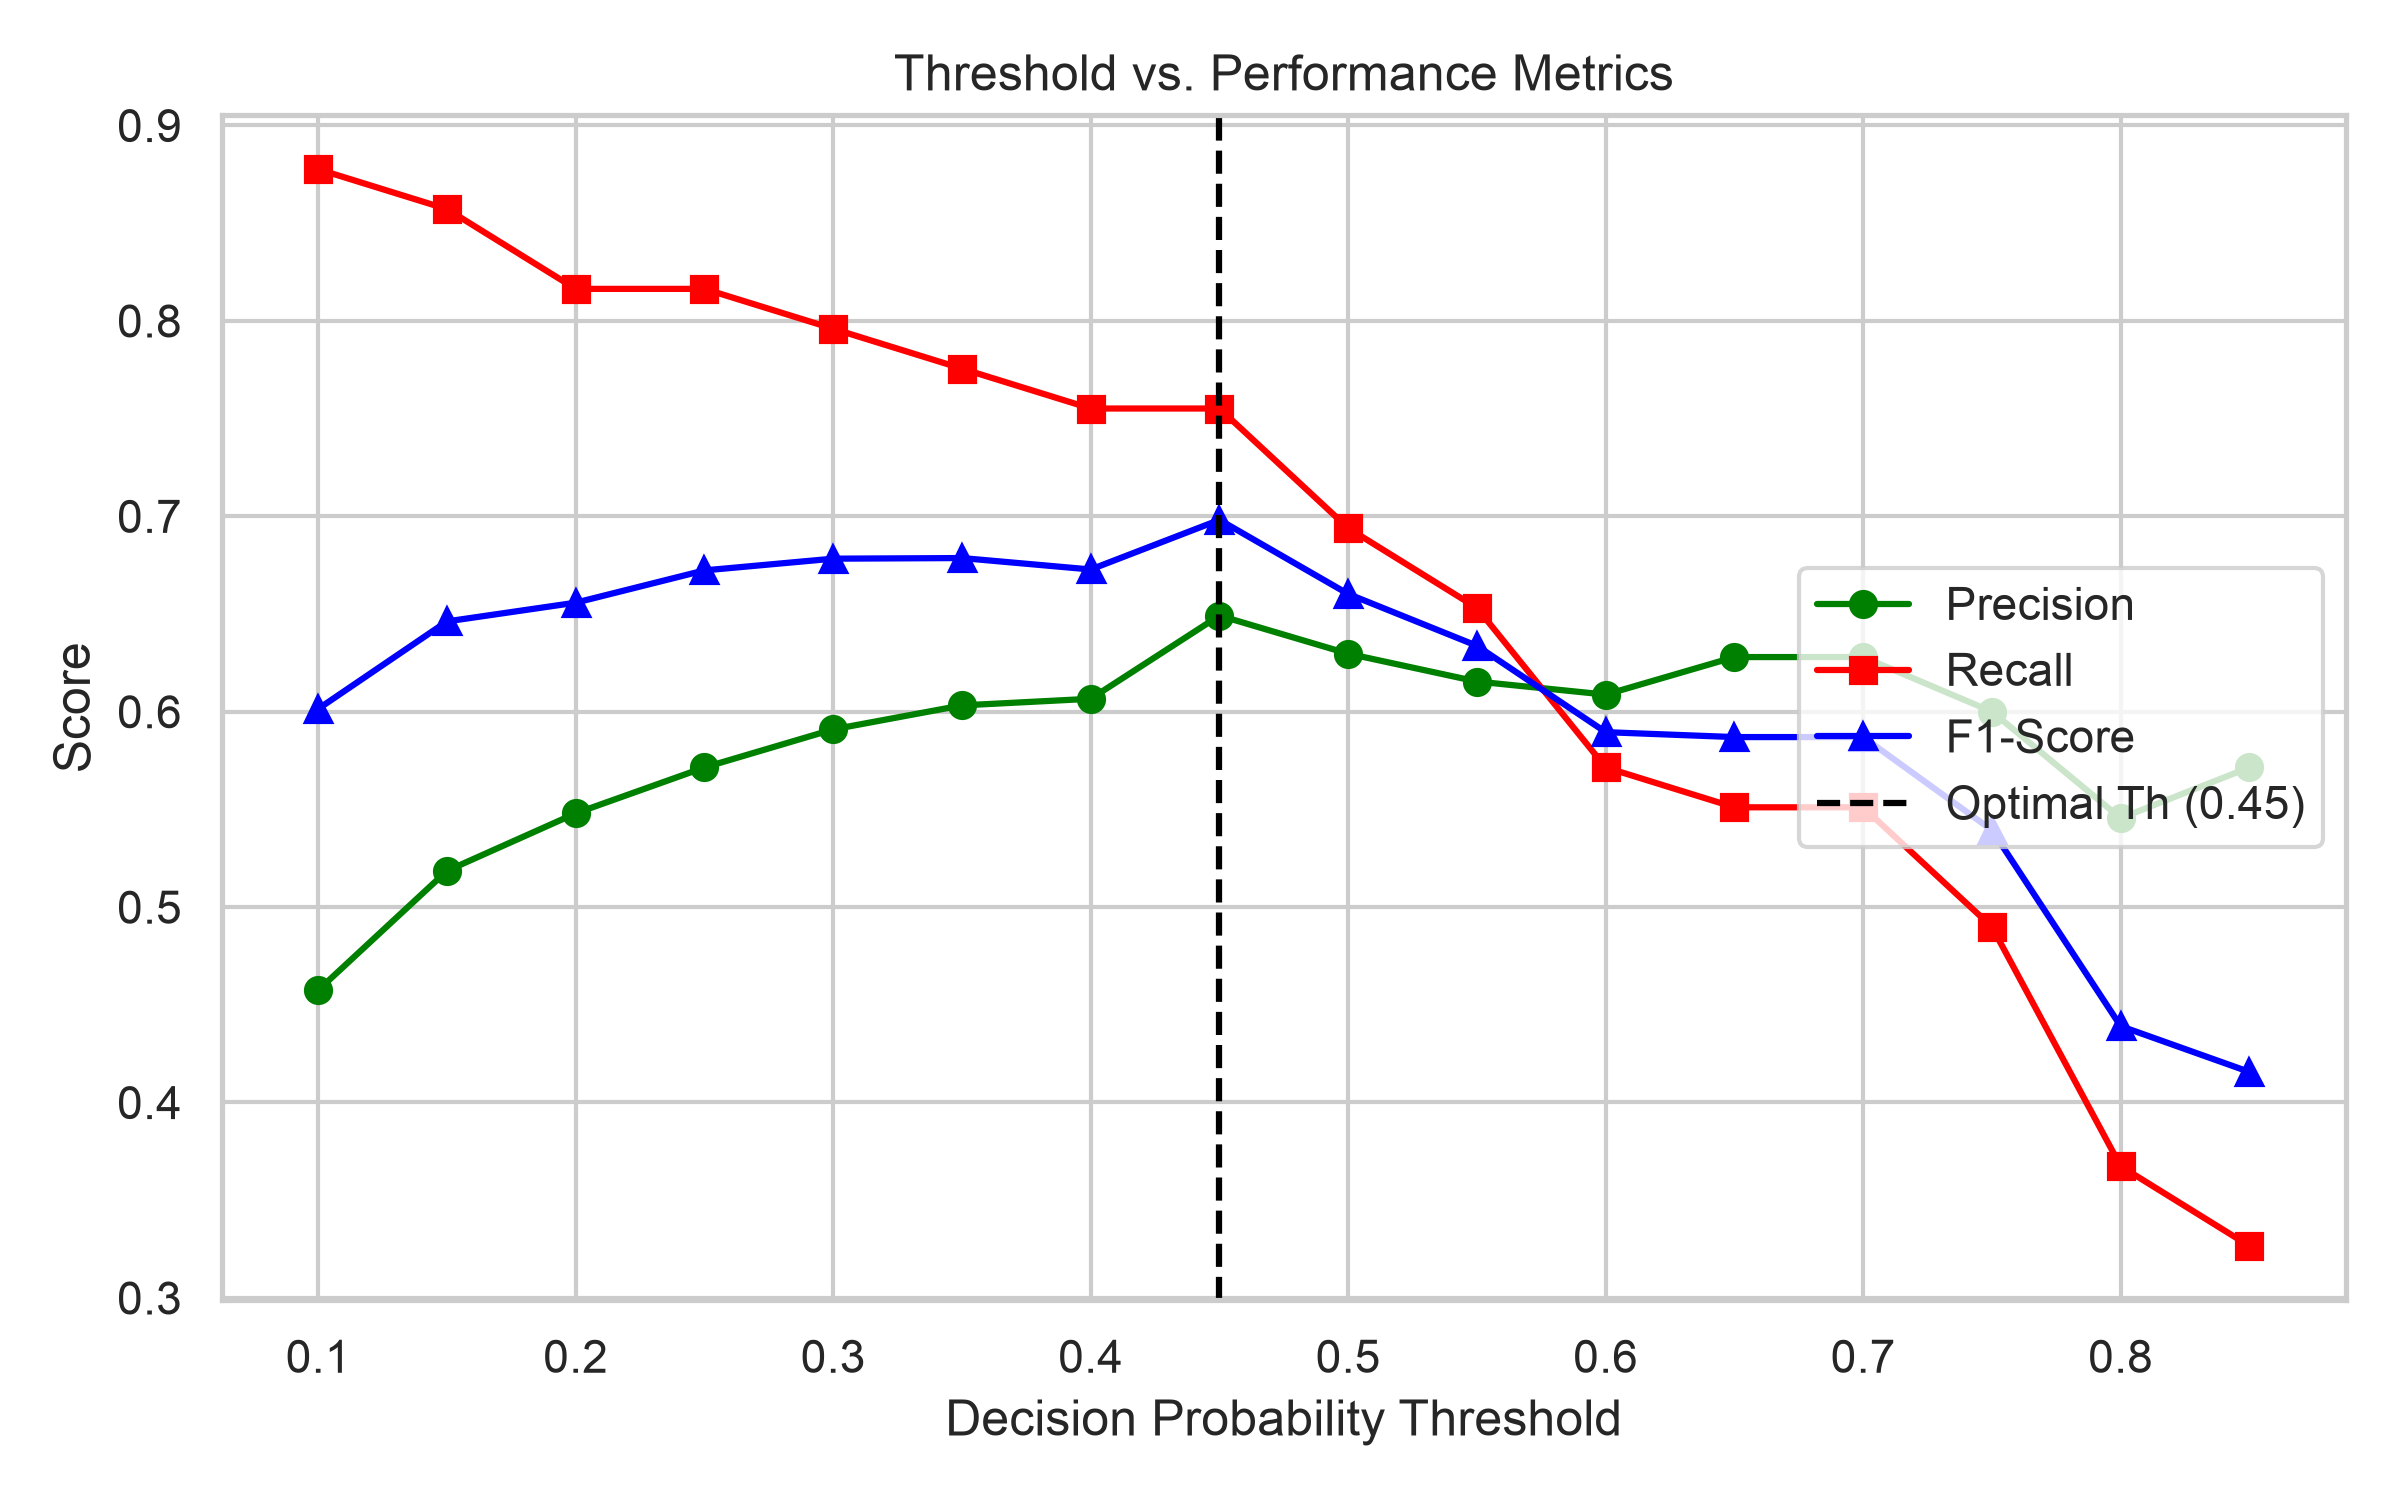 Threshold vs. Performance Metrics
0.9
0.8
0.7
0.6
0.5
0.4
0.3
Score
Precision
Recall
F1-Score
Optimal Th (0.45)
0.1 0.2 0.3 0.4 0.5 0.6 0.7 0.8
Decision Probability Threshold